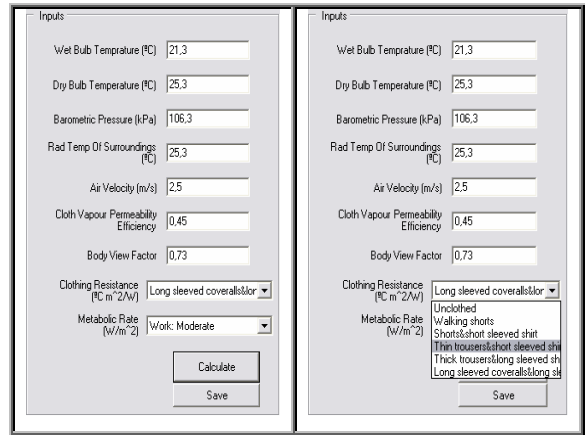 Inputs
Wet Bulb Temprature (ºC) 21,3
Dry Bulb Temperature (ºC) 25,3
Barometric Pressure (kPa) 106,3
Rad Temp Of Surroundings
(ºC) 25,3
Air Velocity (m/s) 2,5
Cloth Vapour Permeability
Efficiency 0,45
Body View Factor 0,73
Clothing Resistance
(ºC m^2/W) Long sleeved coveralls&lor
Metabolic Rate
(W/m^2) Work: Moderate
Calculate
Save
Inputs
Wet Bulb Temprature (ºC) 21,3
Dry Bulb Temperature (ºC) 25,3
Barometric Pressure (kPa) 106,3
Rad Temp Of Surroundings
(ºC) 25,3
Air Velocity (m/s) 2,5
Cloth Vapour Permeability
Efficiency 0,45
Body View Factor 0,73
Clothing Resistance
(ºC m^2/W) Long sleeved coveralls&lor
Metabolic Rate
(W/m^2)
Unclothed
Walking shorts
Shorts&short sleeved shirt
Thin trousers&short sleeved shi
Thick trousers&long sleeved sh
Long sleeved coveralls&long sle
Save